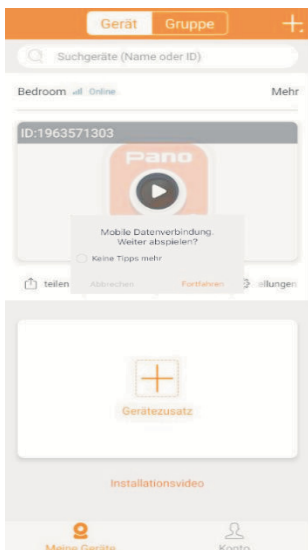 Gerät Gruppe
Suchgeräte (Name oder ID)
Bedroom Online Mehr
ID:1963571303
Pano
Mobile Datenverbindung.
Weiter abspielen?
Keine Tipps mehr
Abbrechen Fortfahren
teilen ellungen
Gerätezusatz
Installationsvideo
Meine Geräte Konto